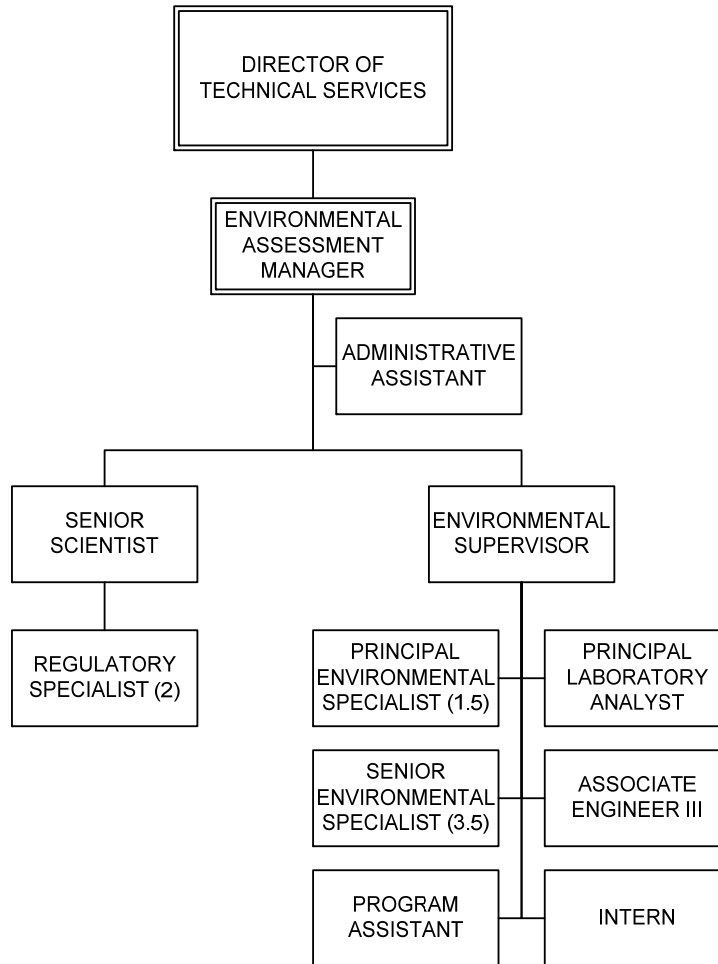 DIRECTOR OF
TECHNICAL SERVICES
ENVIRONMENTAL
ASSESSMENT
MANAGER
ADMINISTRATIVE
ASSISTANT
SENIOR
SCIENTIST
ENVIRONMENTAL
SUPERVISOR
REGULATORY
SPECIALIST (2)
PRINCIPAL
ENVIRONMENTAL
SPECIALIST (1.5)
PRINCIPAL
LABORATORY
ANALYST
SENIOR
ENVIRONMENTAL
SPECIALIST (3.5)
ASSOCIATE
ENGINEER III
PROGRAM
ASSISTANT
INTERN